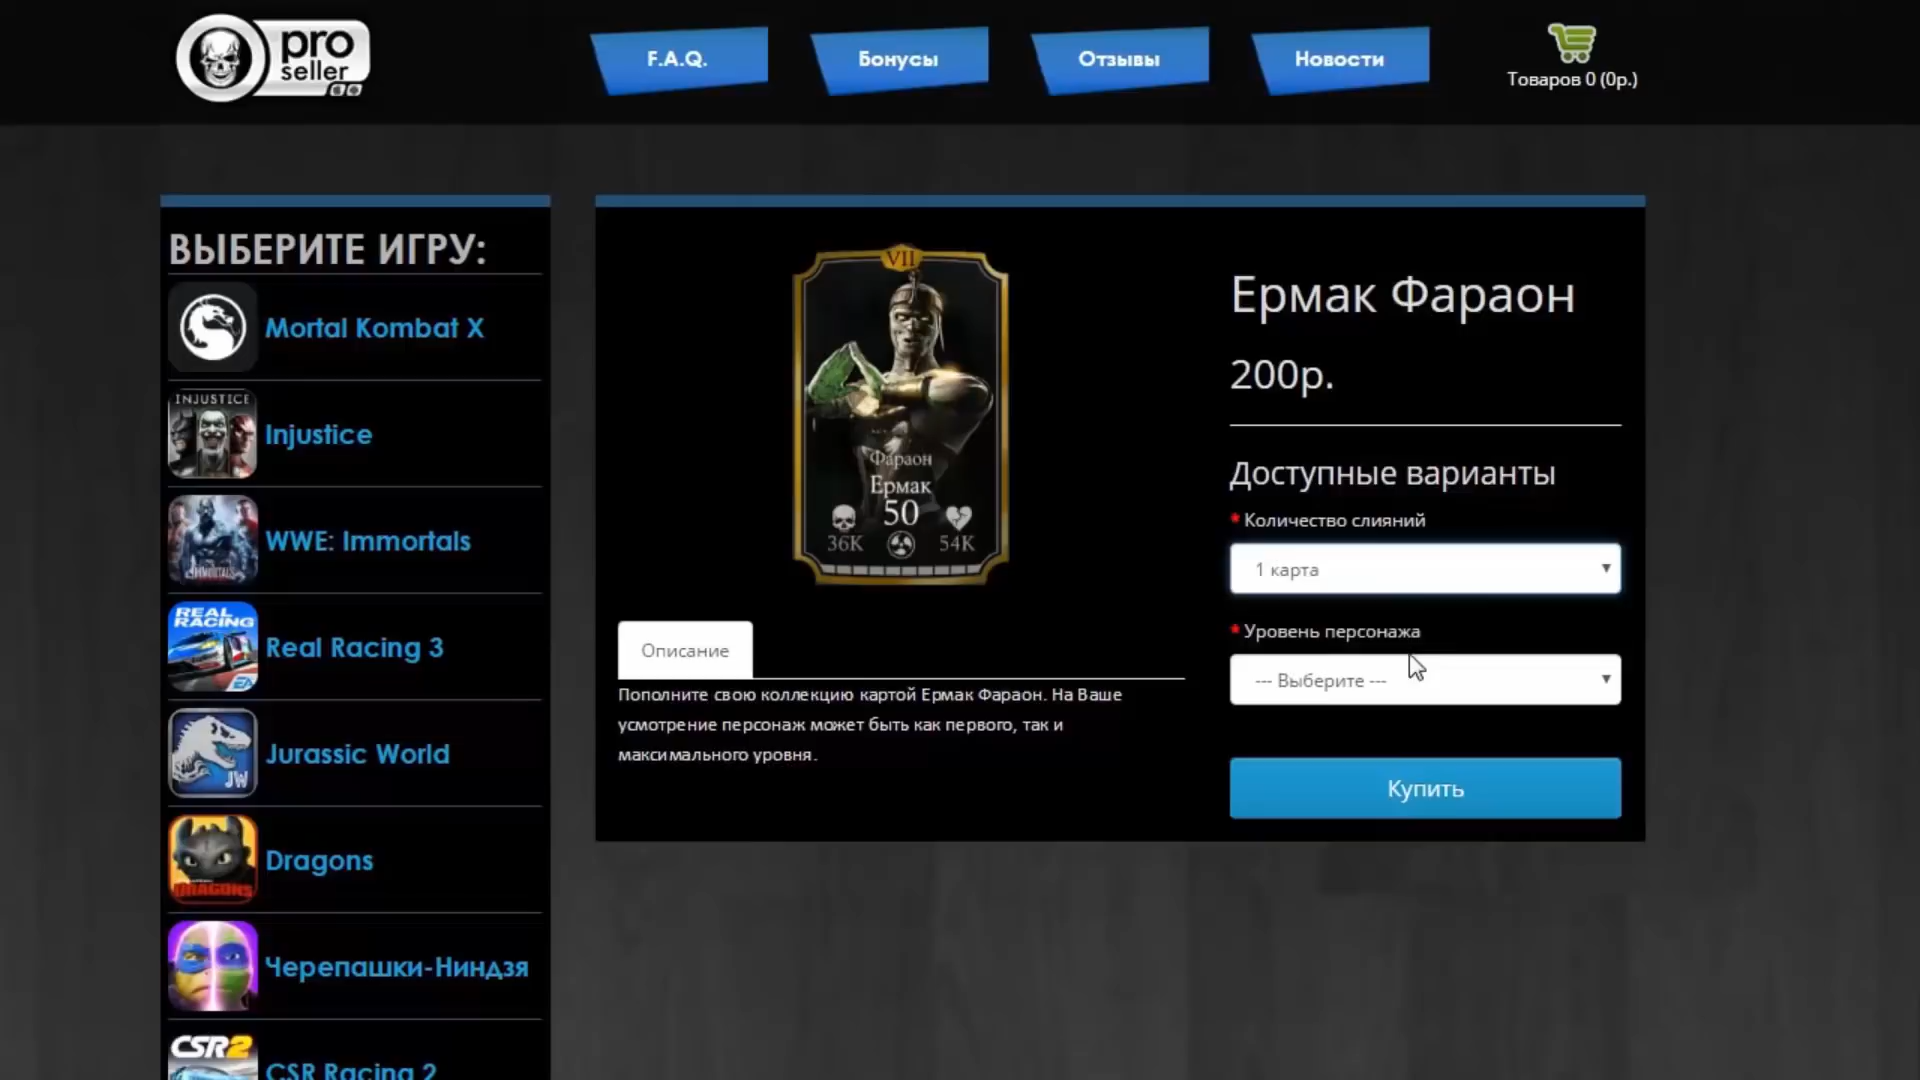 pro
seller
F.A.Q.
Бонусы
Отзывы
Новости
Товаров 0 (0р.)
ВЫБЕРИТЕ ИГРУ:
Mortal Kombat X
INJUSTICE
Injustice
IMMORTALS
WWE: Immortals
REAL
RACING
EA
Real Racing 3
JW
Jurassic World
DRAGONS
Dragons
Черепашки-Ниндзя
CSR2
CSR Racing 2
VII
Фараон
Ермак
50
36K
54K
Описание
Пополните свою коллекцию картой Ермак Фараон. На Ваше
усмотрение персонаж может быть как первого, так и
максимального уровня.
Ермак Фараон
200р.
Доступные варианты
* Количество слияний
1 карта
* Уровень персонажа
--- Выберите ---
Купить